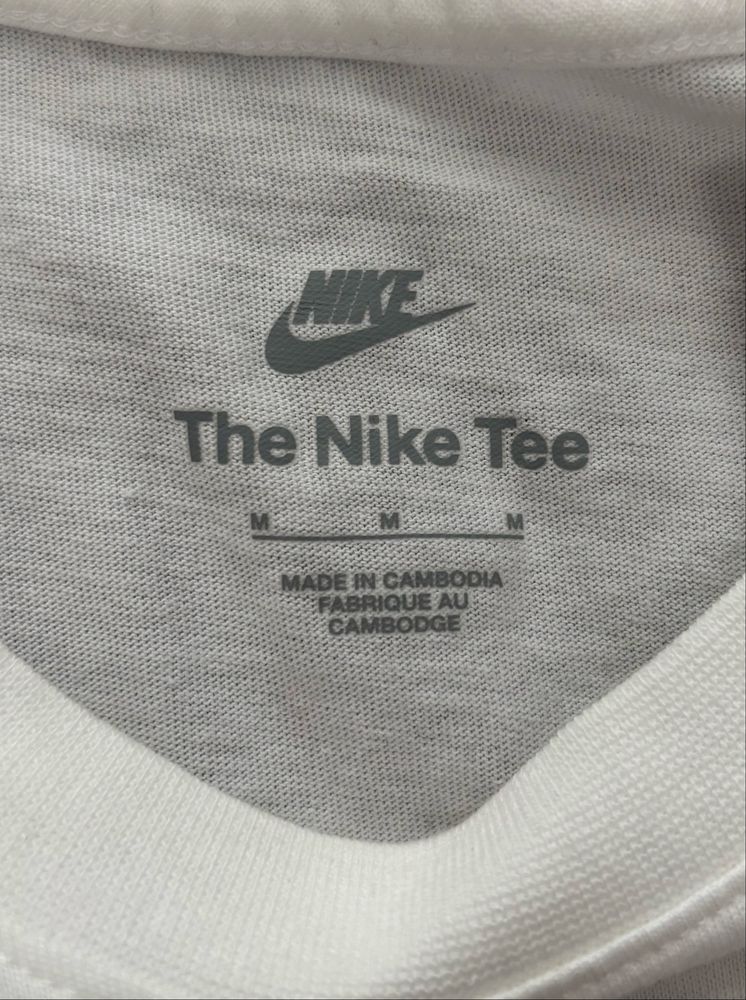 NIKE
The Nike Tee
M M M
MADE IN CAMBODIA
FABRIQUE AU
CAMBODGE